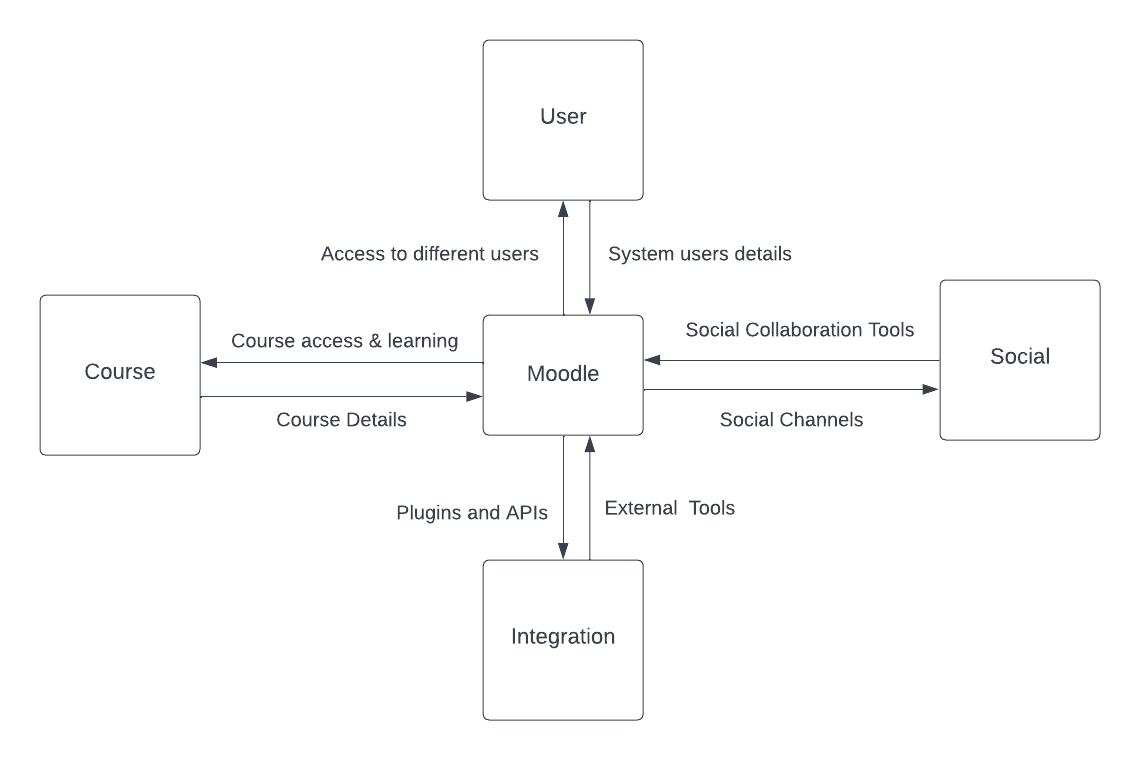 User
Access to different users
System users details
Social Collaboration Tools
Course access & learning
Social
Course
Moodle
Course Details
Social Channels
Plugins and APIs
External  Tools
Integration